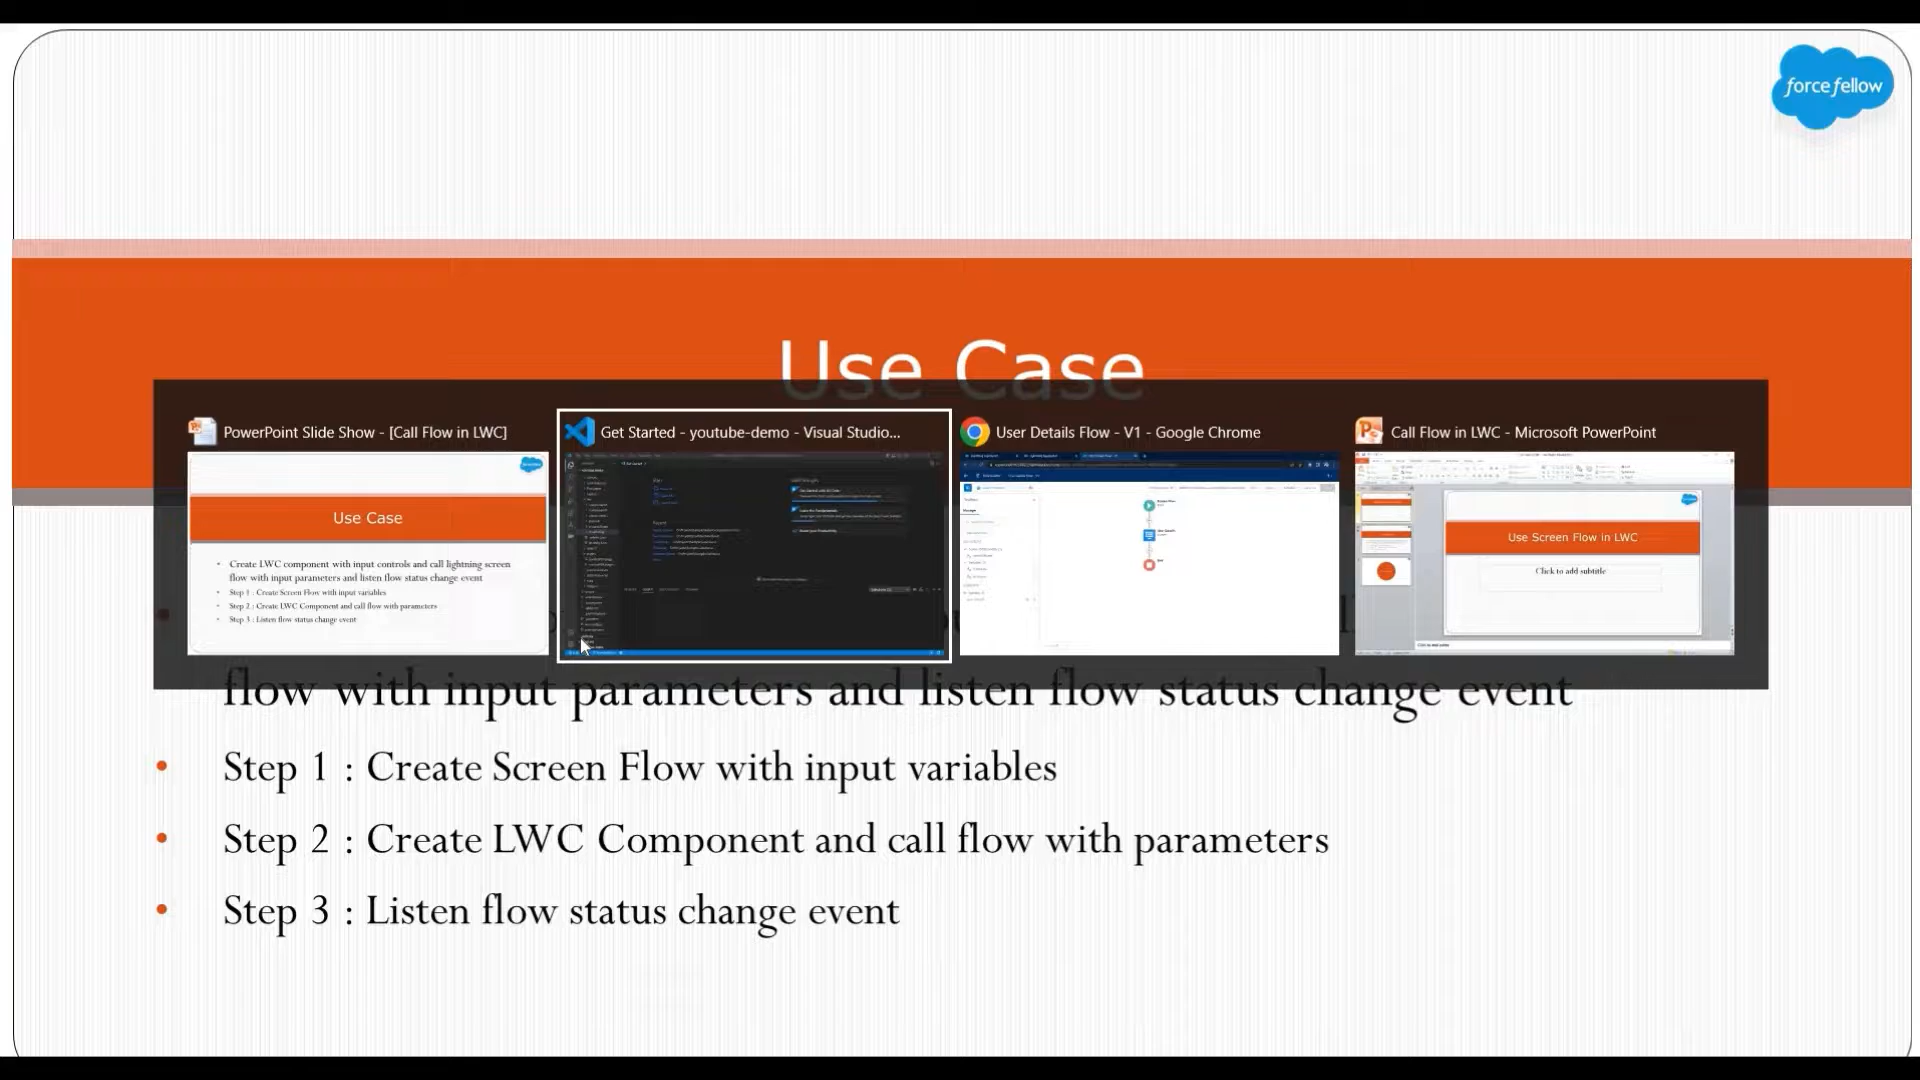 force fellow
Use Case
PowerPoint Slide Show - [Call Flow in LWC]
Get Started - youtube-demo - Visual Studio...
User Details Flow - V1 - Google Chrome
Call Flow in LWC - Microsoft PowerPoint
Use Case
Create LWC component with input controls and call lightning screen
flow with input parameters and listen flow status change event
Step 1 : Create Screen Flow with input variables
Step 2 : Create LWC Component and call flow with parameters
Step 3 : Listen flow status change event
Use Screen Flow in LWC
Click to add subtitle
flow with input parameters and listen flow status change event
Step 1 : Create Screen Flow with input variables
Step 2 : Create LWC Component and call flow with parameters
Step 3 : Listen flow status change event